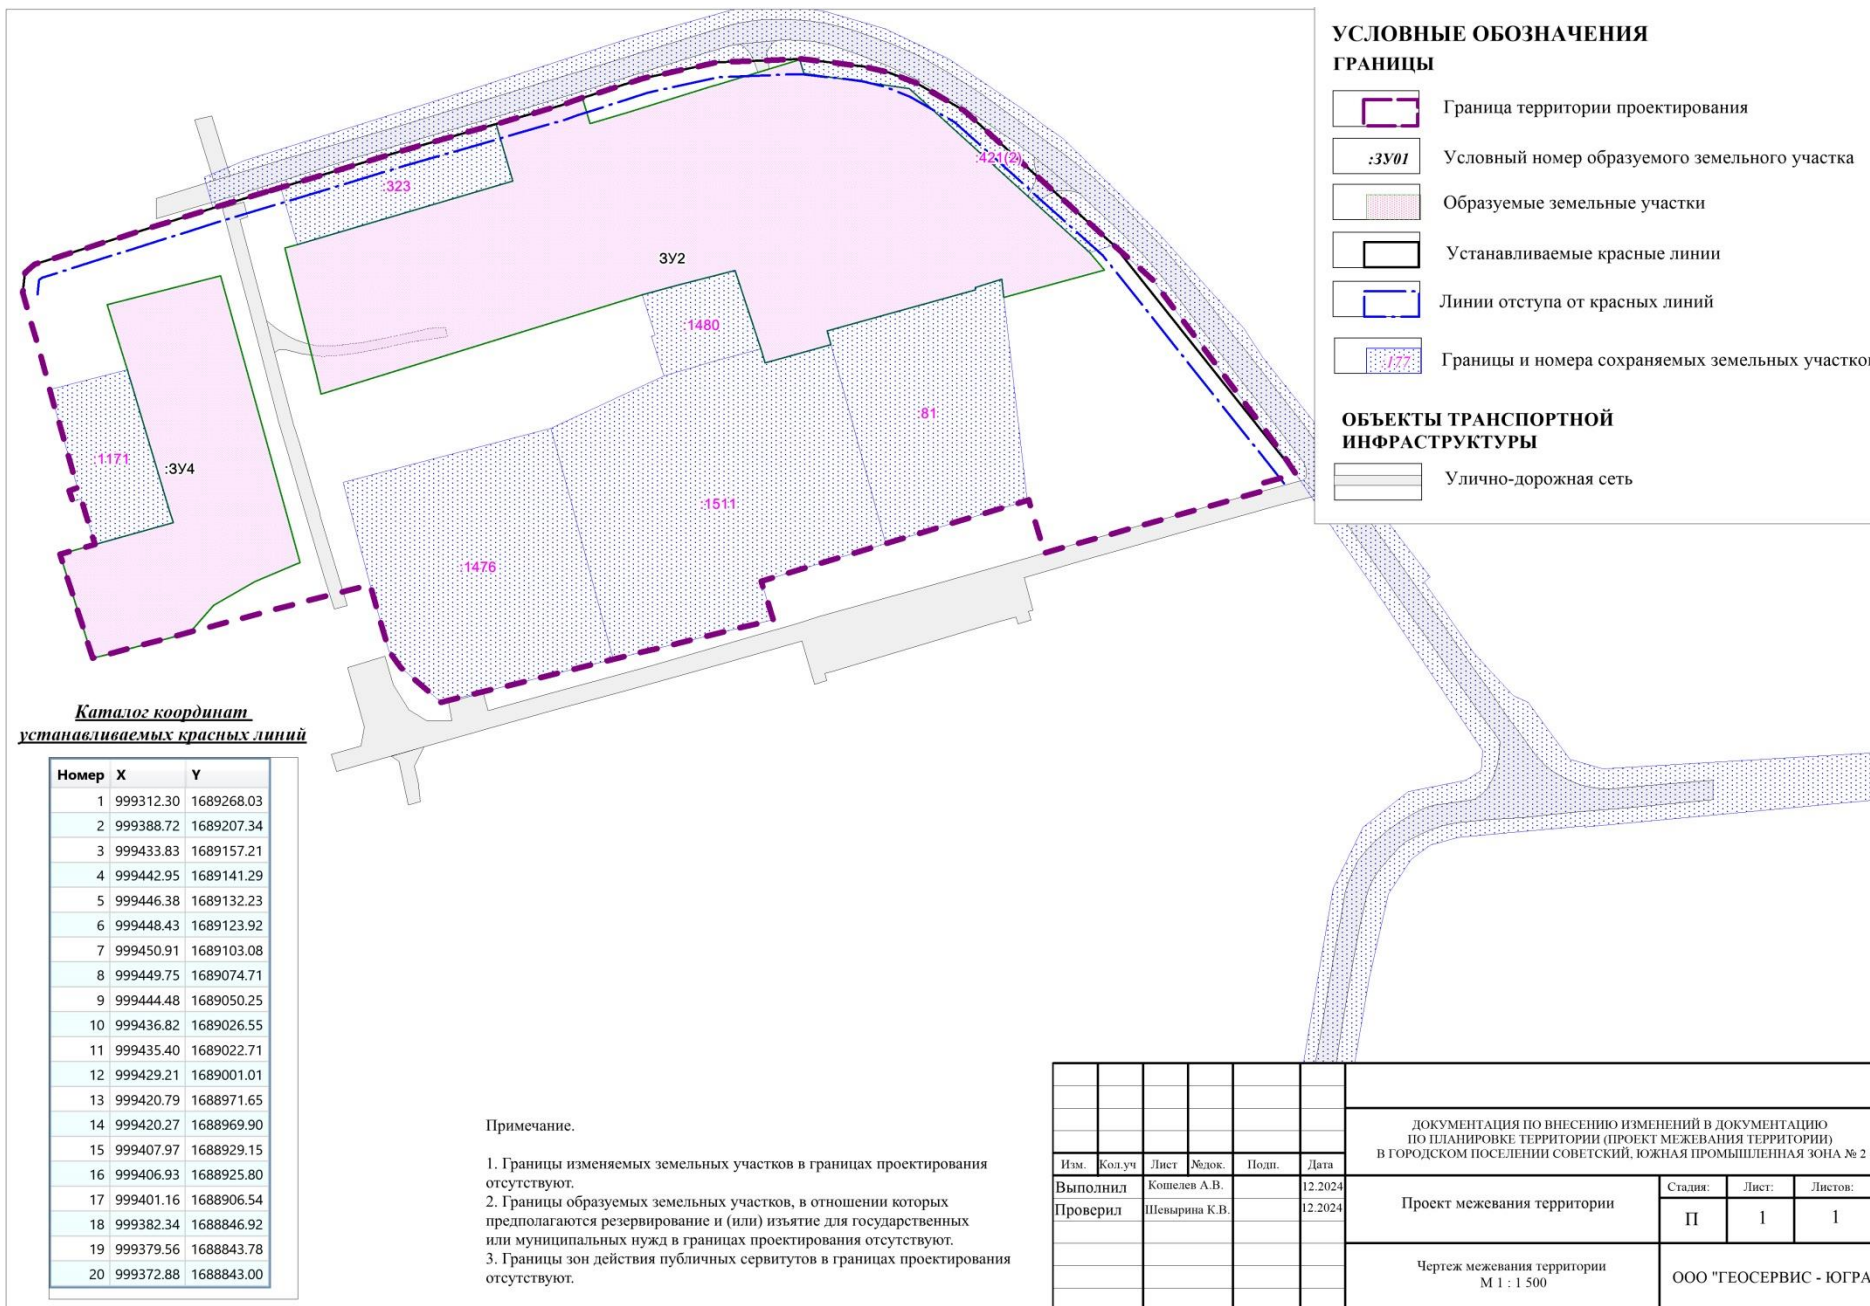 УСЛОВНЫЕ ОБОЗНАЧЕНИЯ
ГРАНИЦЫ
Граница территории проектирования
:ЗУ01 Условный номер образуемого земельного участка
Образуемые земельные участки
Устанавливаемые красные линии
Линии отступа от красных линий
:177 Границы и номера сохраняемых земельных участков
ОБЪЕКТЫ ТРАНСПОРТНОЙ
ИНФРАСТРУКТУРЫ
Улично-дорожная сеть
:421(2)
:323
ЗУ2
:1480
:81
:1171
:ЗУ4
:1511
:1476
Каталог координат
устанавливаемых красных линий
Номер X Y
1 999312.30 1689268.03
2 999388.72 1689207.34
3 999433.83 1689157.21
4 999442.95 1689141.29
5 999446.38 1689132.23
6 999448.43 1689123.92
7 999450.91 1689103.08
8 999449.75 1689074.71
9 999444.48 1689050.25
10 999436.82 1689026.55
11 999435.40 1689022.71
12 999429.21 1689001.01
13 999420.79 1688971.65
14 999420.27 1688969.90
15 999407.97 1688929.15
16 999406.93 1688925.80
17 999401.16 1688906.54
18 999382.34 1688846.92
19 999379.56 1688843.78
20 999372.88 1688843.00
Примечание.
1. Границы изменяемых земельных участков в границах проектирования
отсутствуют.
2. Границы образуемых земельных участков, в отношении которых
предполагаются резервирование и (или) изъятие для государственных
или муниципальных нужд в границах проектирования отсутствуют.
3. Границы зон действия публичных сервитутов в границах проектирования
отсутствуют.
ДОКУМЕНТАЦИЯ ПО ВНЕСЕНИЮ ИЗМЕНЕНИЙ В ДОКУМЕНТАЦИЮ
ПО ПЛАНИРОВКЕ ТЕРРИТОРИИ (ПРОЕКТ МЕЖЕВАНИЯ ТЕРРИТОРИИ)
В ГОРОДСКОМ ПОСЕЛЕНИИ СОВЕТСКИЙ, ЮЖНАЯ ПРОМЫШЛЕННАЯ ЗОНА № 2
Изм. Кол.уч Лист №док. Подп. Дата
Выполнил Кошелев А.В. 12.2024
Проверил Шевырина К.В. 12.2024
Проект межевания территории
Стадия: Лист: Листов:
П 1 1
Чертеж межевания территории
М 1 : 1 500
ООО "ГЕОСЕРВИС - ЮГРА